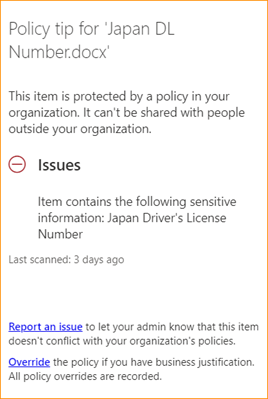 Policy tip for 'Japan DL
Number.docx'
This item is protected by a policy in your
organization. It can't be shared with people
outside your organization.
Issues
Item contains the following sensitive
information: Japan Driver's License
Number
Last scanned: 3 days ago
Report an issue to let your admin know that this item
doesn't conflict with your organization's policies.
Override the policy if you have business justification.
All policy overrides are recorded.